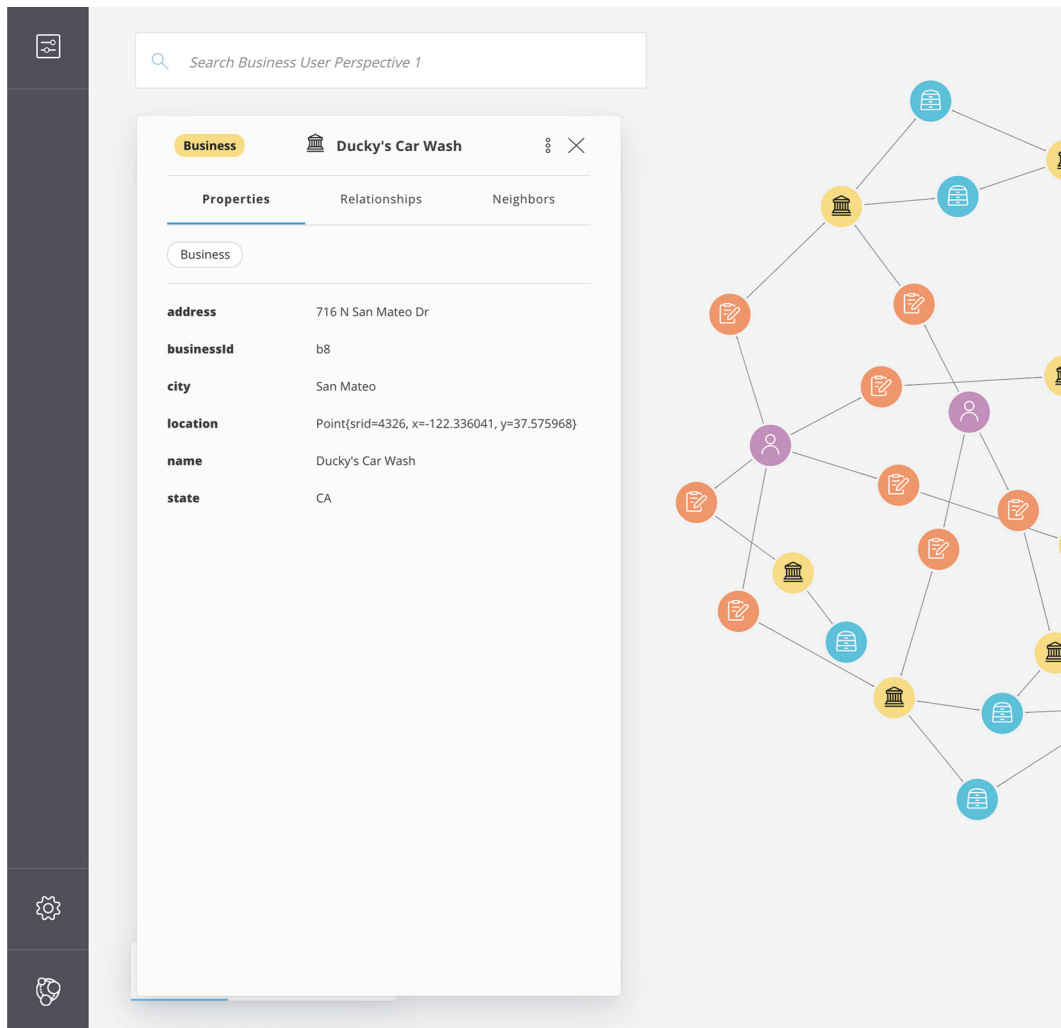 Search Business User Perspective 1
Business Ducky's Car Wash
Properties Relationships Neighbors
Business
address 716 N San Mateo Dr
businessId b8
city San Mateo
location Point{srid=4326, x=-122.336041, y=37.575968}
name Ducky's Car Wash
state CA